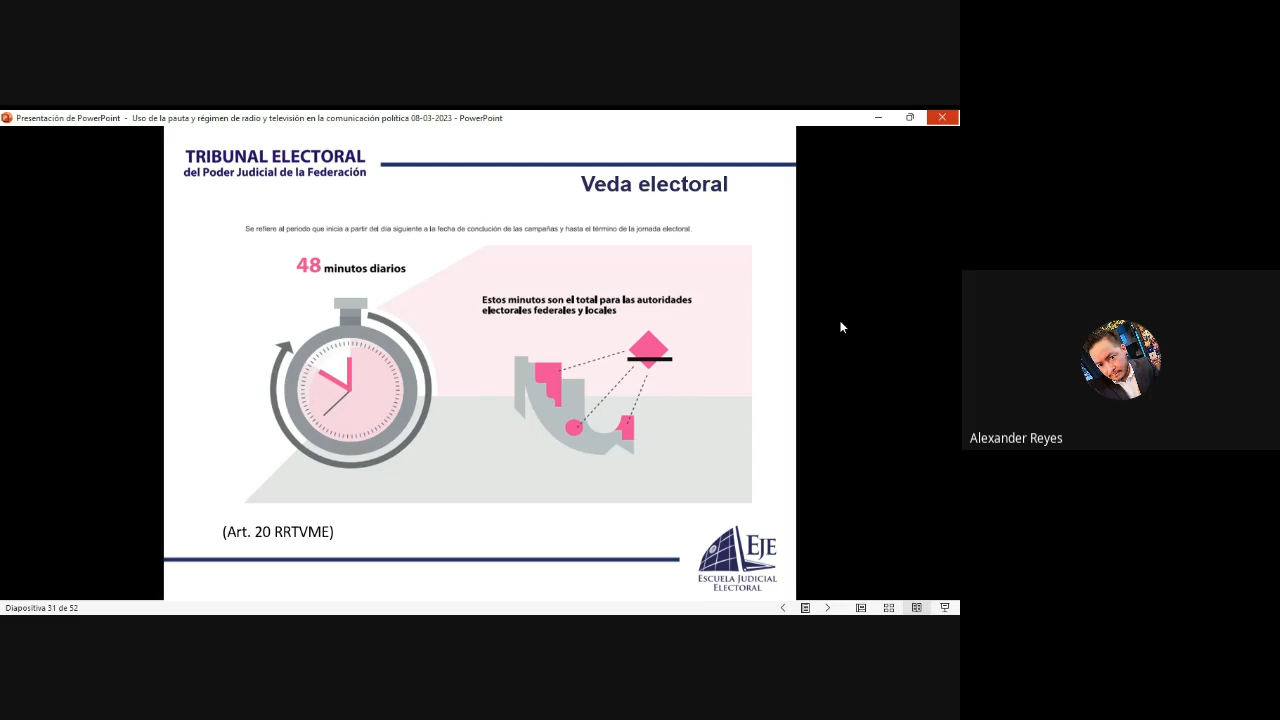 Presentación de PowerPoint - Uso de la pauta y régimen de radio y televisión en la comunicación política 08-03-2023 - PowerPoint
TRIBUNAL ELECTORAL
del Poder Judicial de la Federación
Veda electoral
Se refiere al periodo que inicia a partir del día siguiente a la fecha de conclución de las campañas y hasta el término de la jornada electoral.
48 minutos diarios
Estos minutos son el total para las autoridades
electorales federales y locales
Alexander Reyes
(Art. 20 RRTVME)
EJE
ESCUELA JUDICIAL
ELECTORAL
Diapositiva 31 de 52